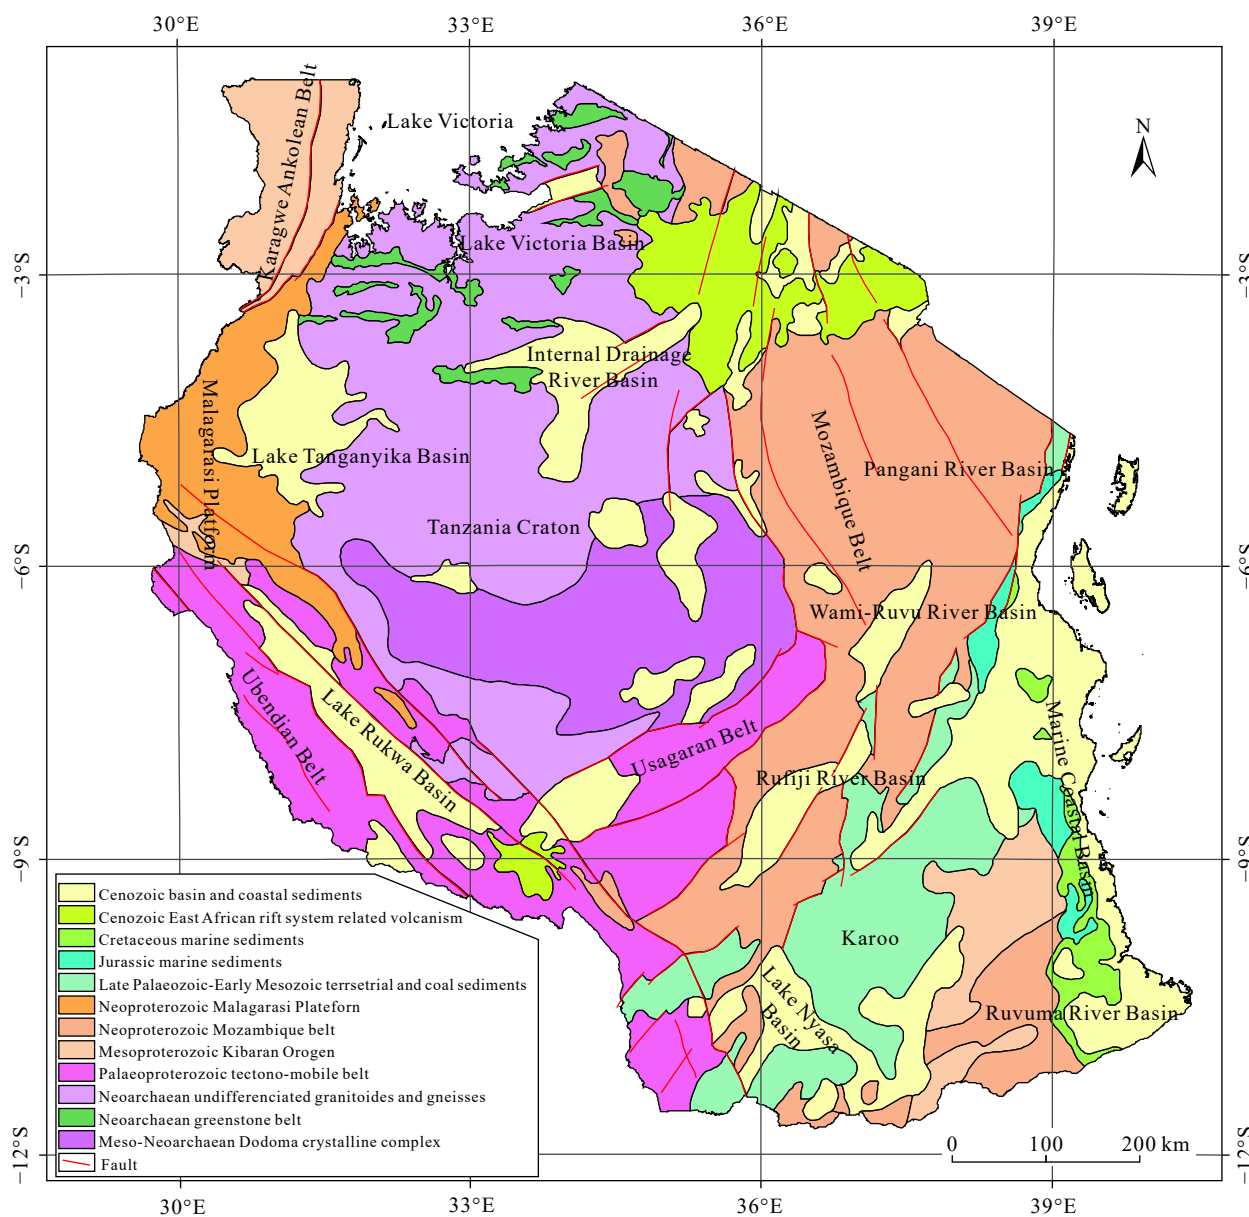 30°E 33°E 36°E 39°E
N
Lake Victoria
Karagwe Ankolean Belt
Lake Victoria Basin
−3°S −3°S
Internal Drainage
River Basin
Malagarasi Platform
Mozambique Belt
Lake Tanganyika Basin
Pangani River Basin
Tanzania Craton
−6°S −6°S
Wami-Ruvu River Basin
Ubendian Belt
Lake Rukwa Basin
Usagaran Belt
Marine Coastal Basin
Rufiji River Basin
−9°S −9°S
Karoo
Lake Nyasa
Basin
Ruvuma River Basin
Cenozoic basin and coastal sediments
Cenozoic East African rift system related volcanism
Cretaceous marine sediments
Jurassic marine sediments
Late Palaeozoic-Early Mesozoic terrsetrial and coal sediments
Neoproterozoic Malagarasi Plateforn
Neoproterozoic Mozambique belt
Mesoproterozoic Kibaran Orogen
Palaeoproterozoic tectono-mobile belt
Neoarchaean undifferenciated granitoides and gneisses
Neoarchaean greenstone belt
Meso-Neoarchaean Dodoma crystalline complex
Fault
0 100 200 km
−12°S −12°S
30°E 33°E 36°E 39°E